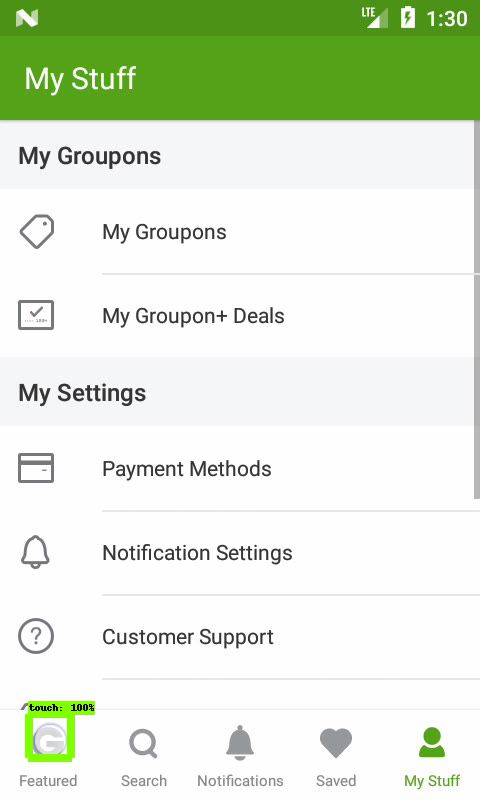 LTE 1:30
My Stuff
My Groupons
My Groupons
My Groupon+ Deals
My Settings
Payment Methods
Notification Settings
? Customer Support
touch: 100%
G
Featured Search Notifications Saved My Stuff